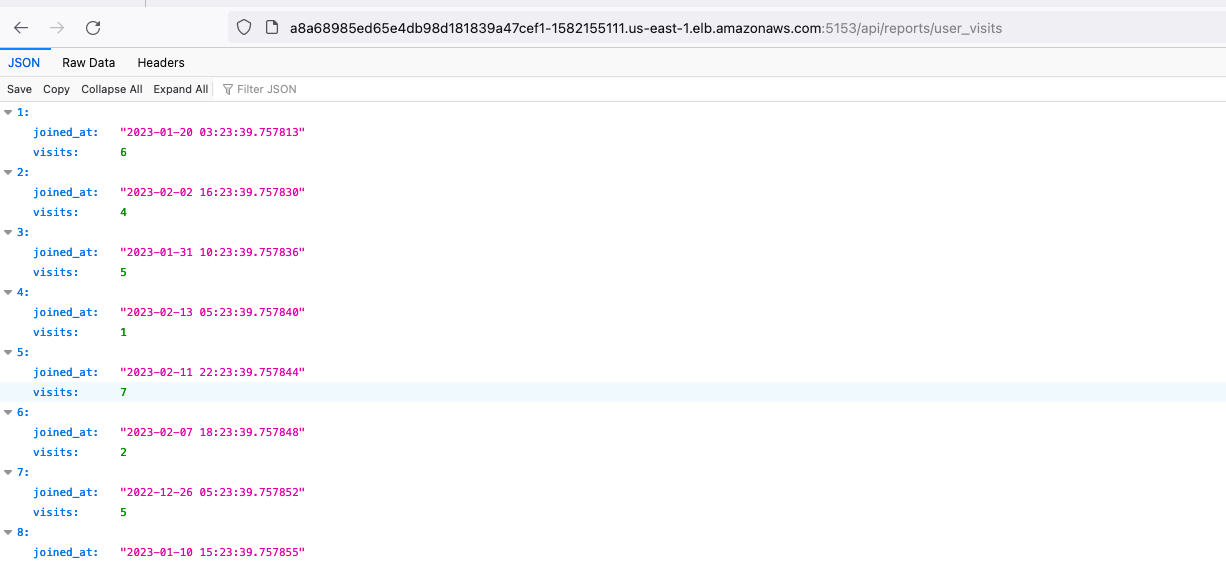 a8a68985ed65e4db98d181839a47cef1-1582155111.us-east-1.elb.amazonaws.com:5153/api/reports/user_visits
JSON Raw Data Headers
Save Copy Collapse All Expand All Filter JSON
1:
joined_at: "2023-01-20 03:23:39.757813"
visits: 6
2:
joined_at: "2023-02-02 16:23:39.757830"
visits: 4
3:
joined_at: "2023-01-31 10:23:39.757836"
visits: 5
4:
joined_at: "2023-02-13 05:23:39.757840"
visits: 1
5:
joined_at: "2023-02-11 22:23:39.757844"
visits: 7
6:
joined_at: "2023-02-07 18:23:39.757848"
visits: 2
7:
joined_at: "2022-12-26 05:23:39.757852"
visits: 5
8:
joined_at: "2023-01-10 15:23:39.757855"